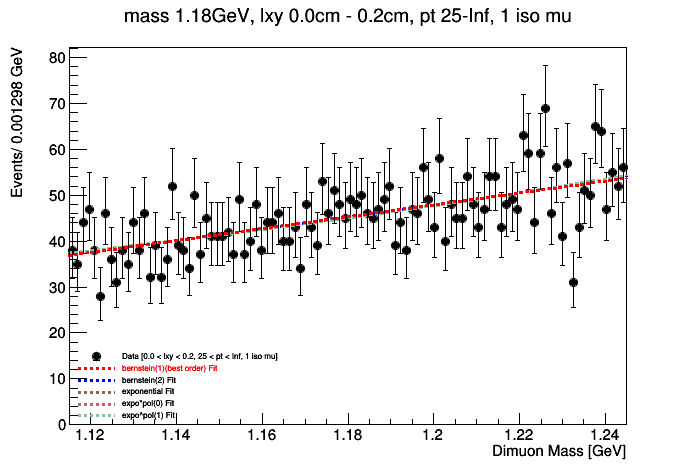 mass 1.18GeV, lxy 0.0cm - 0.2cm, pt 25-Inf, 1 iso mu
Events/ 0.001298 GeV
80
70
60
50
40
30
20
10
0
Data [0.0 < lxy < 0.2, 25 < pt < Inf, 1 iso mu]
bernstein(1)(best order) Fit
bernstein(2) Fit
exponential Fit
expo*pol(0) Fit
expo^pol(1) Fit
1.12 1.14 1.16 1.18 1.2 1.22 1.24
Dimuon Mass [GeV]